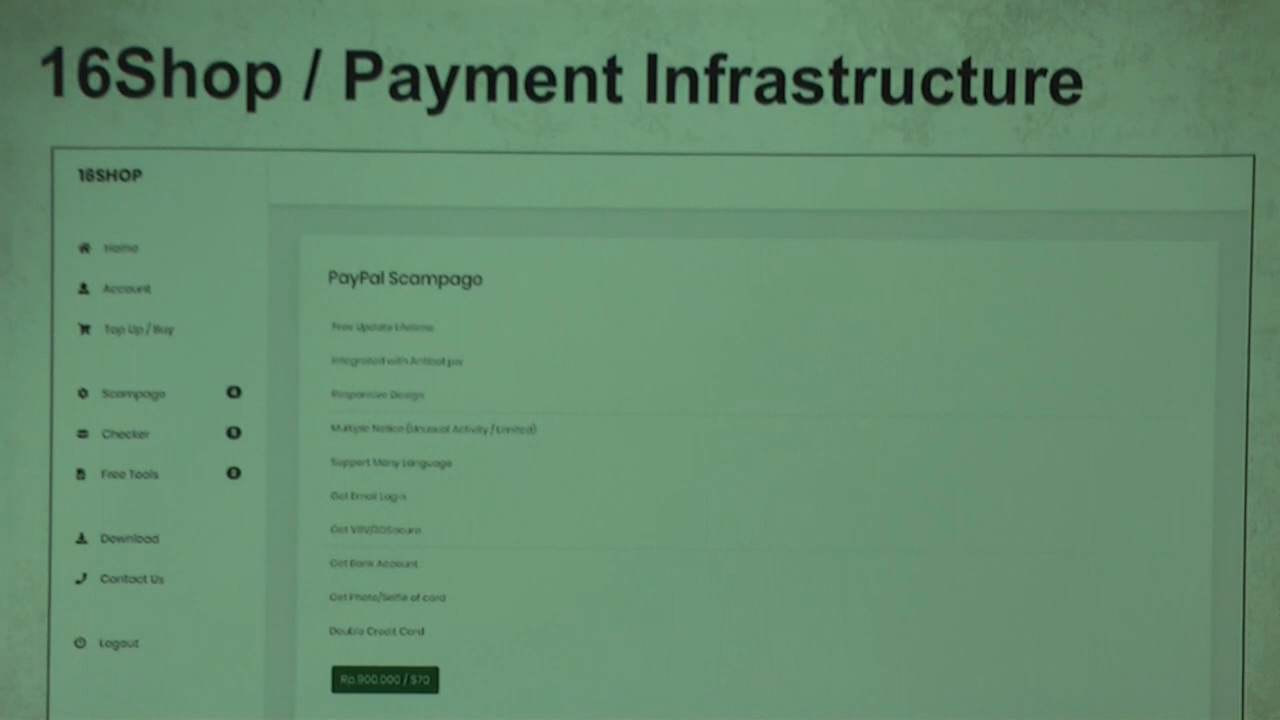 16Shop / Payment Infrastructure
16SHOP
Home
Account
Top Up / Buy
Scampage
Checker
Free Tools
Download
Contact Us
Logout
PayPal Scampage
Free Update Lifetime
Integrated with Antibot.pw
Responsive Design
Multiple Notice (Unusual Activity / Limited)
Support Many Language
Get Email Login
Get VBV/3DSecure
Get Bank Account
Get Photo/Selfie of card
Double Credit Card
Rp.900.000 / $70